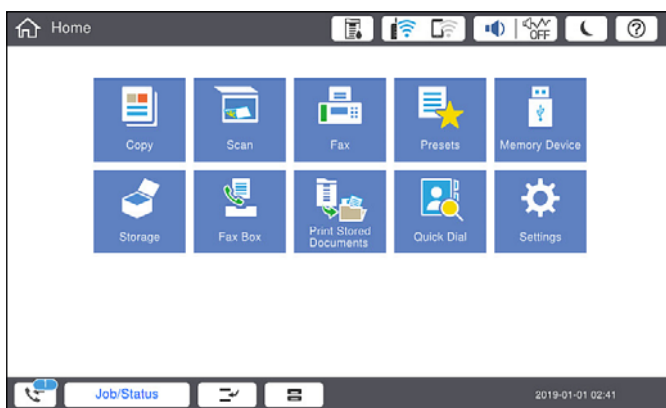 Home
OFF
Copy
Scan
Fax
Presets
Memory Device
Storage
Fax Box
Print Stored
Documents
Quick Dial
Settings
Job/Status
2019-01-01 02:41